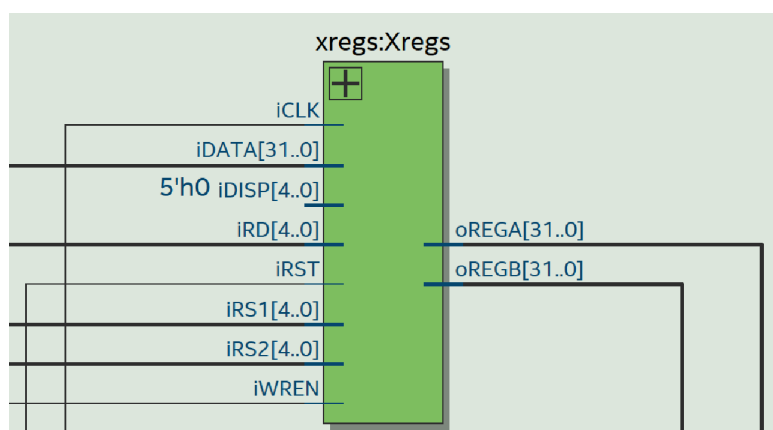 xregs:Xregs
iCLK
iDATA[31..0]
5'h0 iDISP[4..0]
iRD[4..0]
oREGA[31..0]
iRST
oREGB[31..0]
iRS1[4..0]
iRS2[4..0]
iWREN